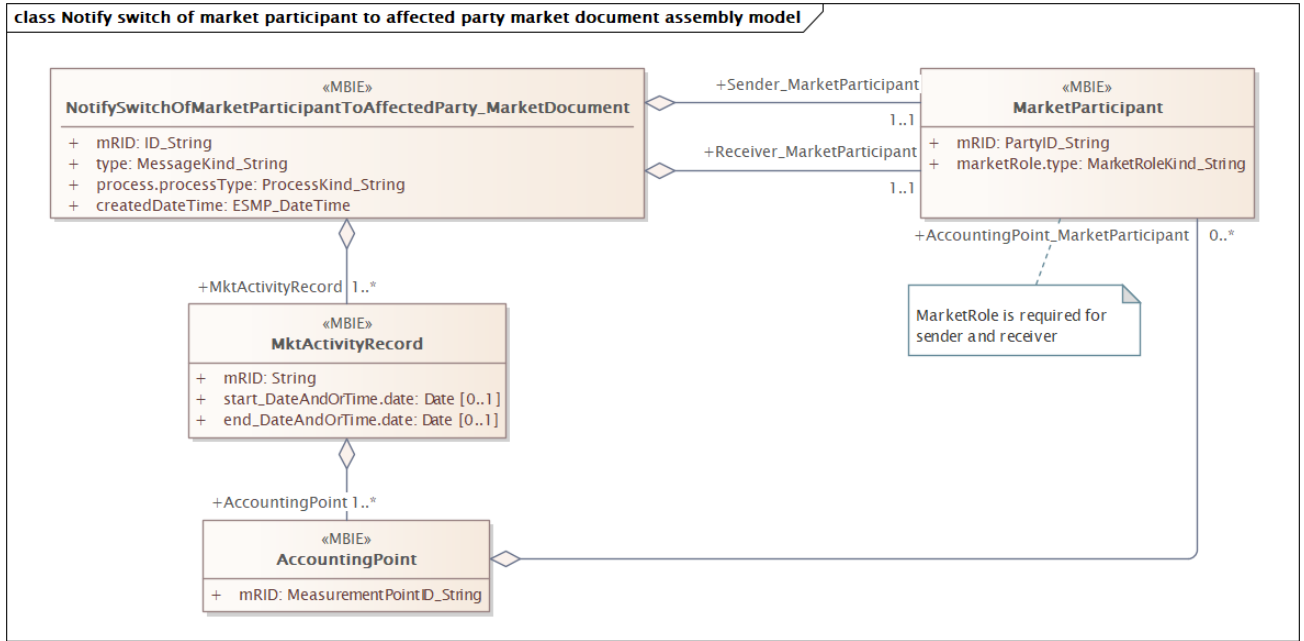 class Notify switch of market participant to affected party market document assembly model
«MBIE»
NotifySwitchOfMarketParticipantToAffectedParty_MarketDocument
+ mRID: ID_String
+ type: MessageKind_String
+ process.processType: ProcessKind_String
+ createdDateTime: ESMP_DateTime
+Sender_MarketParticipant
1..1
+Receiver_MarketParticipant
1..1
«MBIE»
MarketParticipant
+ mRID: PartyID_String
+ marketRole.type: MarketRoleKind_String
+AccountingPoint_MarketParticipant 0..*
MarketRole is required for
sender and receiver
+MktActivityRecord 1..*
«MBIE»
MktActivityRecord
+ mRID: String
+ start_DateAndOrTime.date: Date [0..1]
+ end_DateAndOrTime.date: Date [0..1]
+AccountingPoint 1..*
«MBIE»
AccountingPoint
+ mRID: MeasurementPointID_String